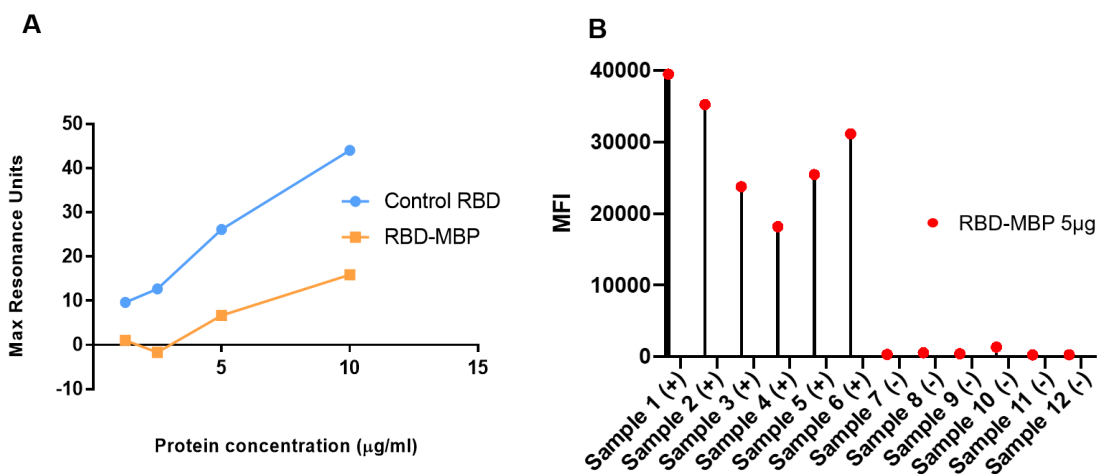 A
50
40
30
20
10
0
-10
5
10
15
Max Resonance Units
Protein concentration (μg/ml)
Control RBD
RBD-MBP
B
40000
30000
20000
10000
0
MFI
RBD-MBP 5μg
Sample 1 (+)
Sample 2 (+)
Sample 3 (+)
Sample 4 (+)
Sample 5 (+)
Sample 6 (+)
Sample 7 (-)
Sample 8 (-)
Sample 9 (-)
Sample 10 (-)
Sample 11 (-)
Sample 12 (-)